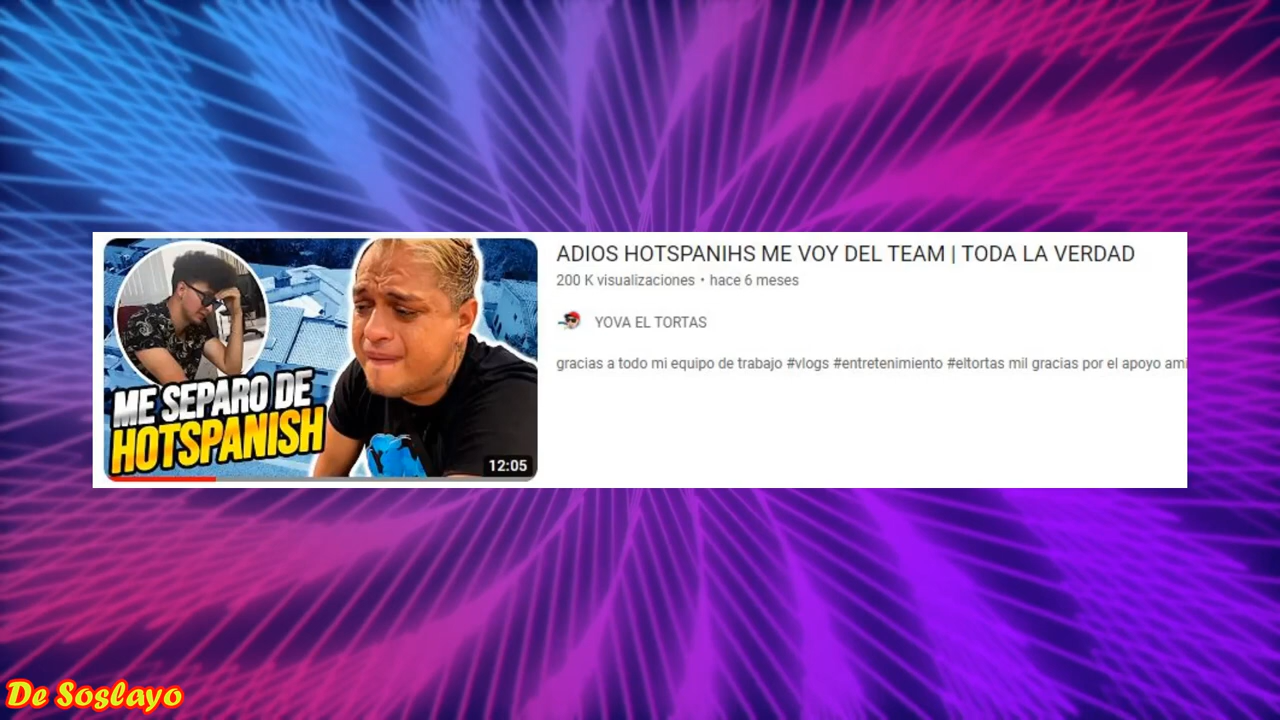 ADIOS HOTSPANIHS ME VOY DEL TEAM | TODA LA VERDAD
200 K visualizaciones • hace 6 meses
YOVA EL TORTAS
gracias a todo mi equipo de trabajo #vlogs #entretenimiento #eltortas mil gracias por el apoyo ami
ME SEPARO DE
HOTSPANISH
12:05
De Soslayo